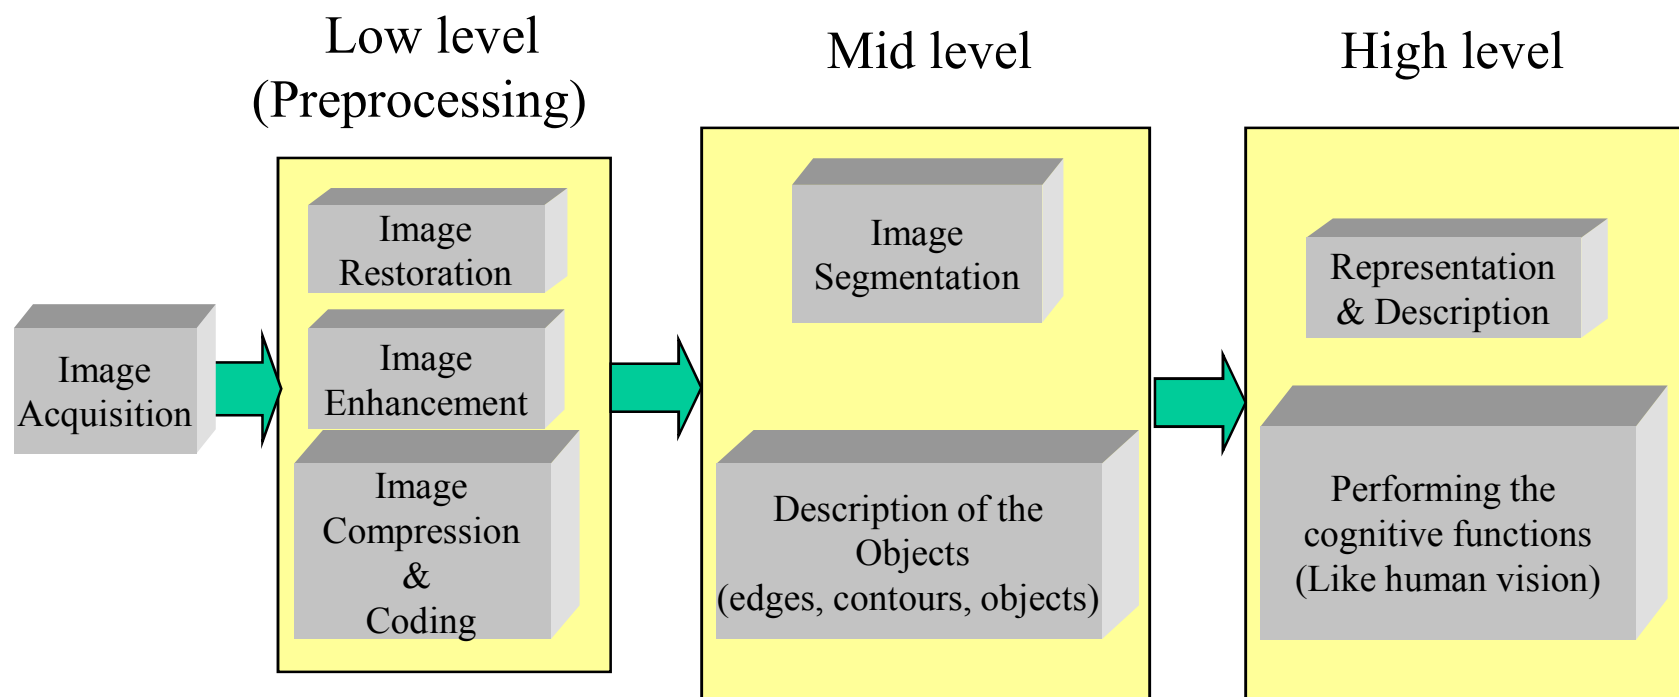 Low level
(Preprocessing)
Mid level
High level
Image
Acquisition
Image
Restoration
Image
Enhancement
Image
Compression
&
Coding
Image
Segmentation
Description of the
Objects
(edges, contours, objects)
Representation
& Description
Performing the
cognitive functions
(Like human vision)